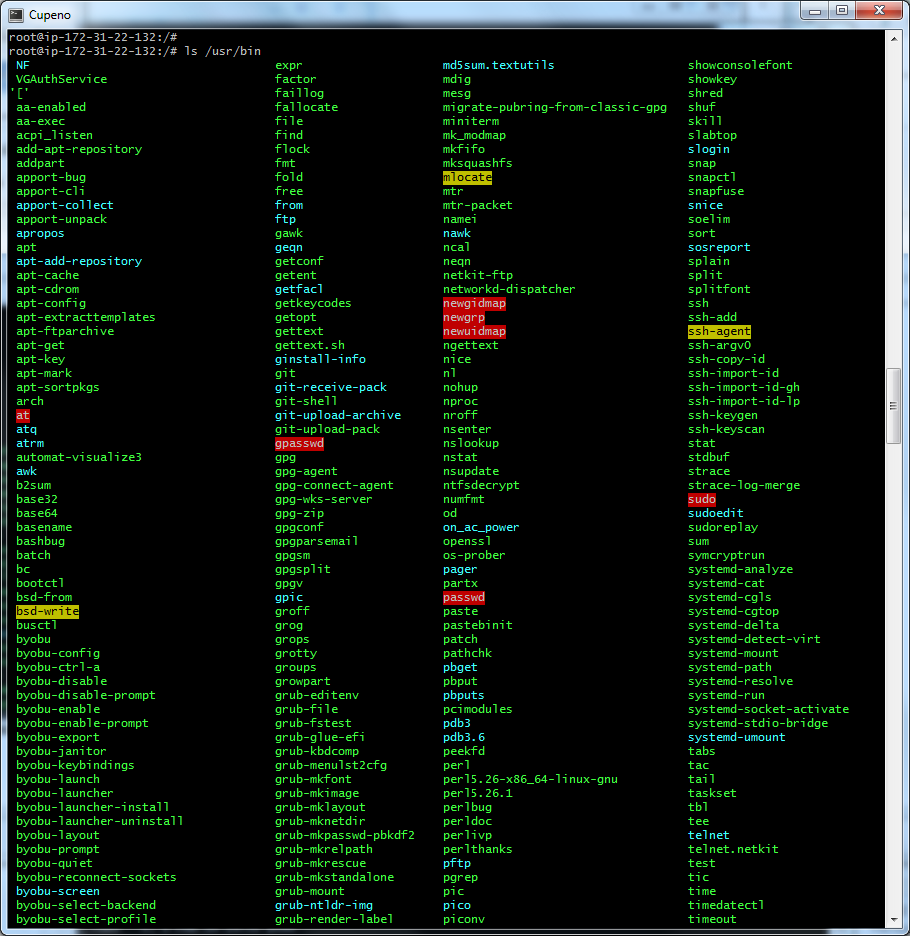 Cupeno
root@ip-172-31-22-132:/#
root@ip-172-31-22-132:/# ls /usr/bin
NF expr md5sum.textutils showconsolefont
VGAuthService factor mdig showkey
'[' faillog mesg shred
aa-enabled fallocate migrate-pubring-from-classic-gpg shuf
aa-exec file miniterm skill
acpi_listen find mk_modmap slabtop
add-apt-repository flock mkfifo slogin
addpart fmt mksquashfs snap
apport-bug fold mlocate snapctl
apport-cli free mtr snapfuse
apport-collect from mtr-packet snice
apport-unpack ftp namei soelim
apropos gawk nawk sort
apt geqn ncal sosreport
apt-add-repository getconf neqn splain
apt-cache getent netkit-ftp split
apt-cdrom getfacl networkd-dispatcher splitfont
apt-config getkeycodes newgidmap ssh
apt-extracttemplates getopt newgrp ssh-add
apt-ftparchive gettext newuidmap ssh-agent
apt-get gettext.sh ngettext ssh-argv0
apt-key ginstall-info nice ssh-copy-id
apt-mark git nl ssh-import-id
apt-sortpkgs git-receive-pack nohup ssh-import-id-gh
arch git-shell nproc ssh-import-id-lp
at git-upload-archive nroff ssh-keygen
atq git-upload-pack nsenter ssh-keyscan
atrm gpasswd nslookup stat
automat-visualize3 gpg nstat stdbuf
awk gpg-agent nsupdate strace
b2sum gpg-connect-agent ntfsdecrypt strace-log-merge
base32 gpg-wks-server numfmt sudo
base64 gpg-zip od sudoedit
basename gpgconf on_ac_power sudoreplay
bashbug gpgparsemail openssl sum
batch gpgsm os-prober symcryptrun
bc gpgsplit pager systemd-analyze
bootctl gpgv partx systemd-cat
bsd-from gpic passwd systemd-cgls
bsd-write groff paste systemd-cgtop
busctl grog pastebinit systemd-delta
byobu grops patch systemd-detect-virt
byobu-config grotty pathchk systemd-mount
byobu-ctrl-a groups pbget systemd-path
byobu-disable growpart pbput systemd-resolve
byobu-disable-prompt grub-editenv pbputs systemd-run
byobu-enable grub-file pcimodules systemd-socket-activate
byobu-enable-prompt grub-fstest pdb3 systemd-stdio-bridge
byobu-export grub-glue-efi pdb3.6 systemd-umount
byobu-janitor grub-kbdcomp peekfd tabs
byobu-keybindings grub-menulst2cfg perl tac
byobu-launch grub-mkfont perl5.26-x86_64-linux-gnu tail
byobu-launcher grub-mkimage perl5.26.1 taskset
byobu-launcher-install grub-mklayout perlbug tbl
byobu-launcher-uninstall grub-mknetdir perldoc tee
byobu-layout grub-mkpasswd-pbkdf2 perlivp telnet
byobu-prompt grub-mkrelpath perlthanks telnet.netkit
byobu-quiet grub-mkrescue pftp test
byobu-reconnect-sockets grub-mkstandalone pgrep tic
byobu-screen grub-mount pic time
byobu-select-backend grub-ntldr-img pico timedatectl
byobu-select-profile grub-render-label piconv timeout